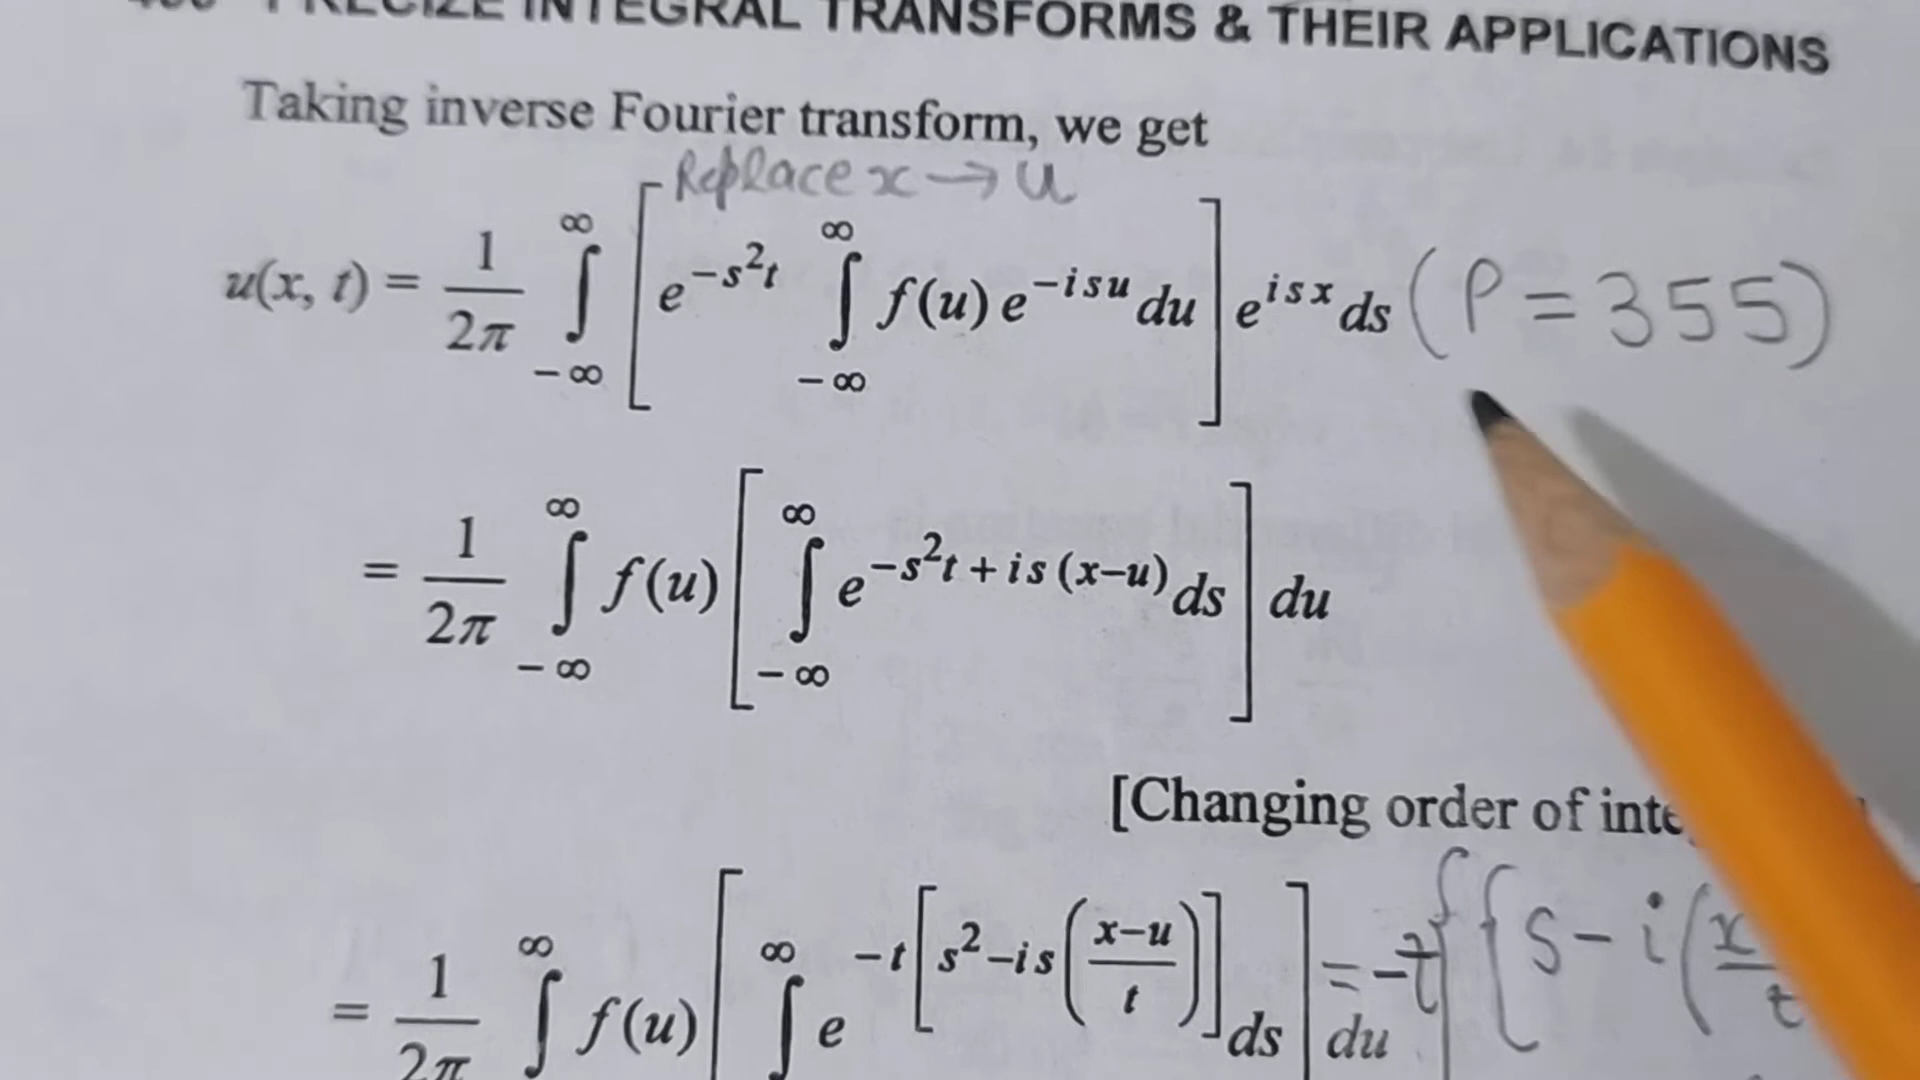 PRECIZE INTEGRAL TRANSFORMS & THEIR APPLICATIONS
Taking inverse Fourier transform, we get
Replace x → u
u(x, t) = 1/2π ∫_{-∞}^{∞} [ e^{-s²t} ∫_{-∞}^{∞} f(u) e^{-isu} du ] e^{isx} ds (P = 355)
= 1/2π ∫_{-∞}^{∞} f(u) [ ∫_{-∞}^{∞} e^{-s²t + is(x-u)} ds ] du
[Changing order of
= 1/2π ∫^{∞} f(u) [ ∫^{∞} e^{-t[s² - is((x-u)/t)]} ds ] du = -t { { s - i (x / t